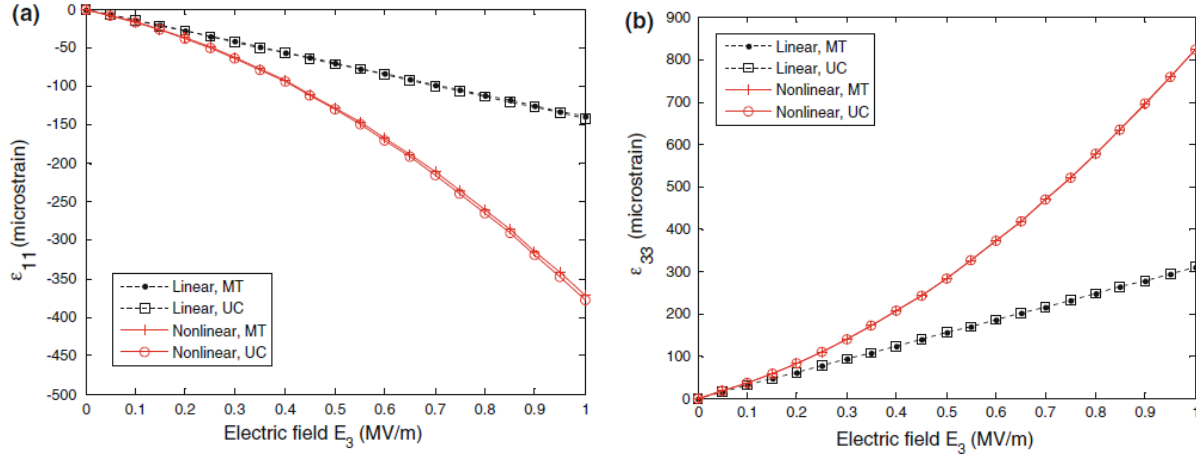 (a)
0
-50
-100
-150
-200
-250
-300
-350
-400
-450
-500
ε11 (microstrain)
Linear, MT
Linear, UC
Nonlinear, MT
Nonlinear, UC
0 0.1 0.2 0.3 0.4 0.5 0.6 0.7 0.8 0.9 1
Electric field E3 (MV/m)
(b)
900
800
700
600
500
400
300
200
100
0
ε33 (microstrain)
Linear, MT
Linear, UC
Nonlinear, MT
Nonlinear, UC
0 0.1 0.2 0.3 0.4 0.5 0.6 0.7 0.8 0.9 1
Electric field E3 (MV/m)